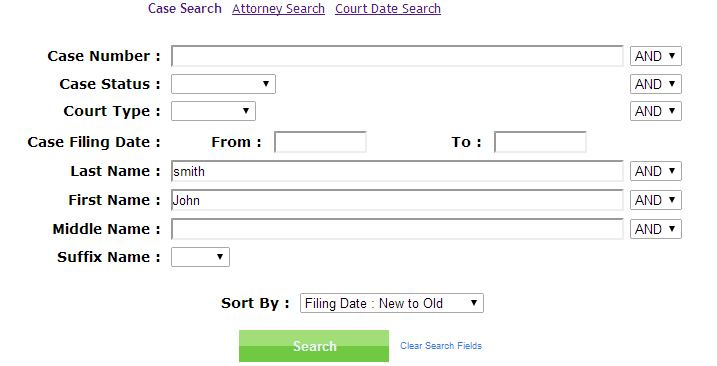 Case Search Attorney Search Court Date Search
Case Number : AND
Case Status : AND
Court Type : AND
Case Filing Date : From : To :
Last Name : smith AND
First Name : John AND
Middle Name : AND
Suffix Name :
Sort By : Filing Date : New to Old
Search Clear Search Fields